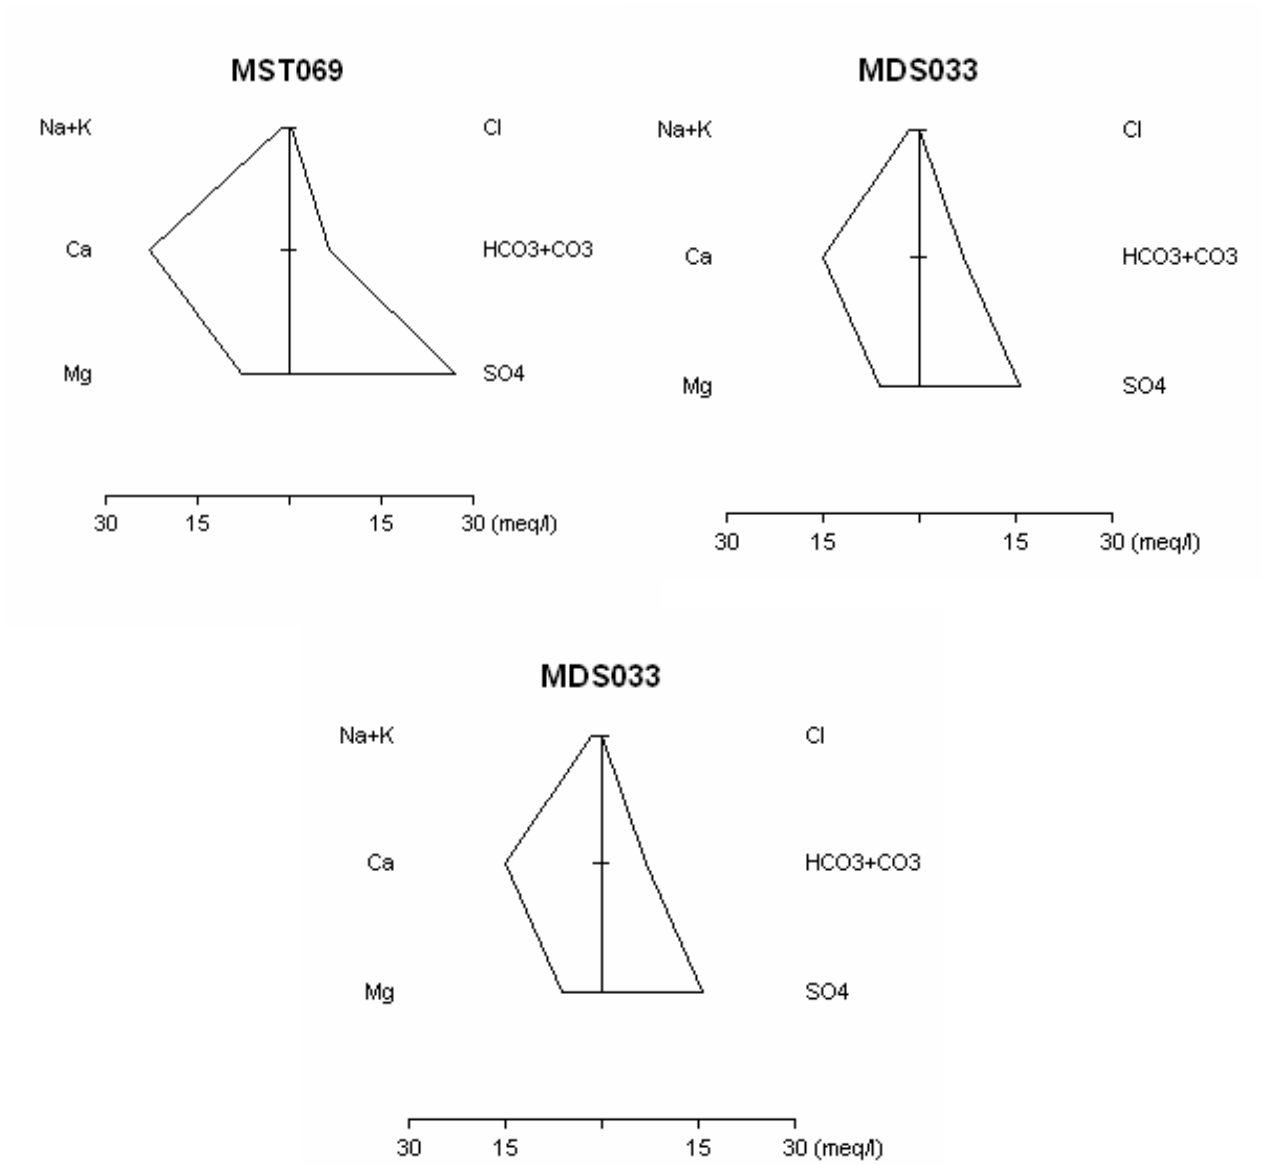 MST069
Na+K Cl
Ca HCO3+CO3
Mg SO4
30 15 15 30 (meq/l)
MDS033
Na+K Cl
Ca HCO3+CO3
Mg SO4
30 15 15 30 (meq/l)
MDS033
Na+K Cl
Ca HCO3+CO3
Mg SO4
30 15 15 30 (meq/l)